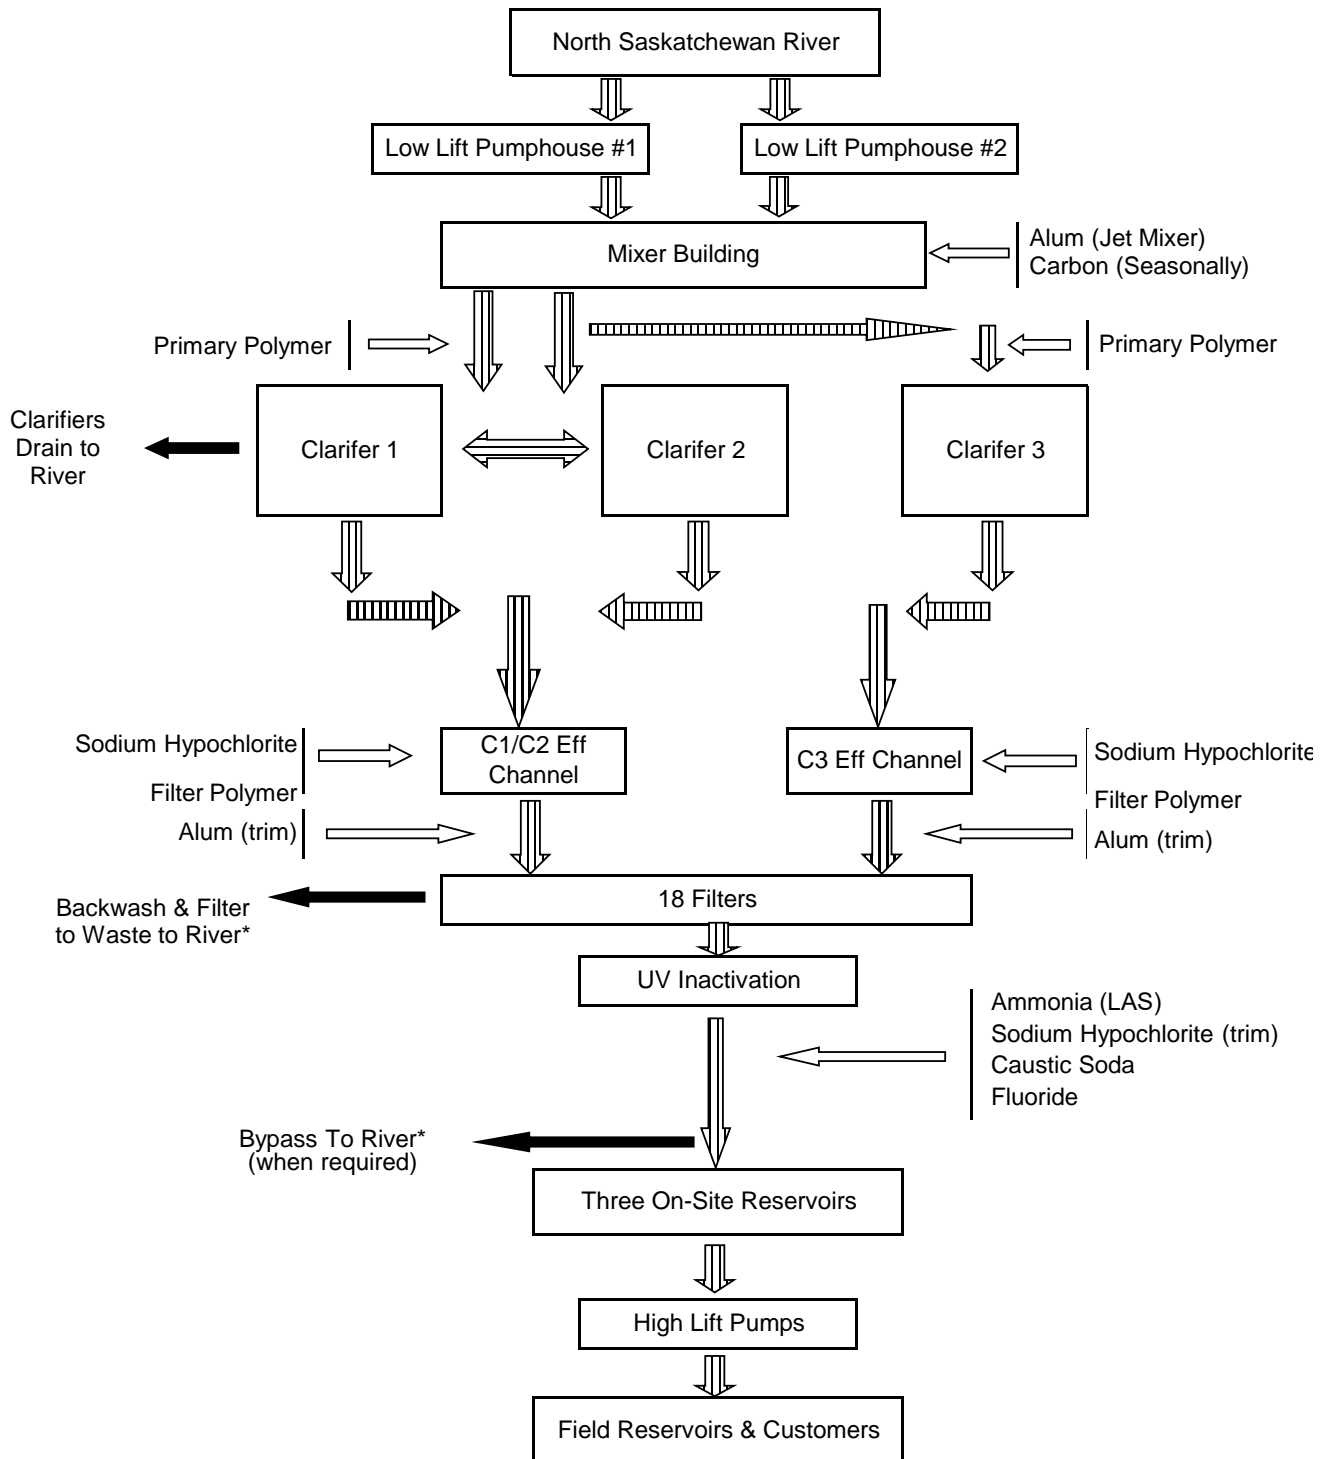 North Saskatchewan River
Low Lift Pumphouse #1
Low Lift Pumphouse #2
Mixer Building
Alum (Jet Mixer)
Carbon (Seasonally)
Primary Polymer
Primary Polymer
Clarifiers
Drain to
River
Clarifer 1
Clarifer 2
Clarifer 3
Sodium Hypochlorite
Filter Polymer
Alum (trim)
C1/C2 Eff
Channel
C3 Eff Channel
Sodium Hypochlorite
Filter Polymer
Alum (trim)
18 Filters
Backwash & Filter
to Waste to River*
UV Inactivation
Ammonia (LAS)
Sodium Hypochlorite (trim)
Caustic Soda
Fluoride
Bypass To River*
(when required)
Three On-Site Reservoirs
High Lift Pumps
Field Reservoirs & Customers